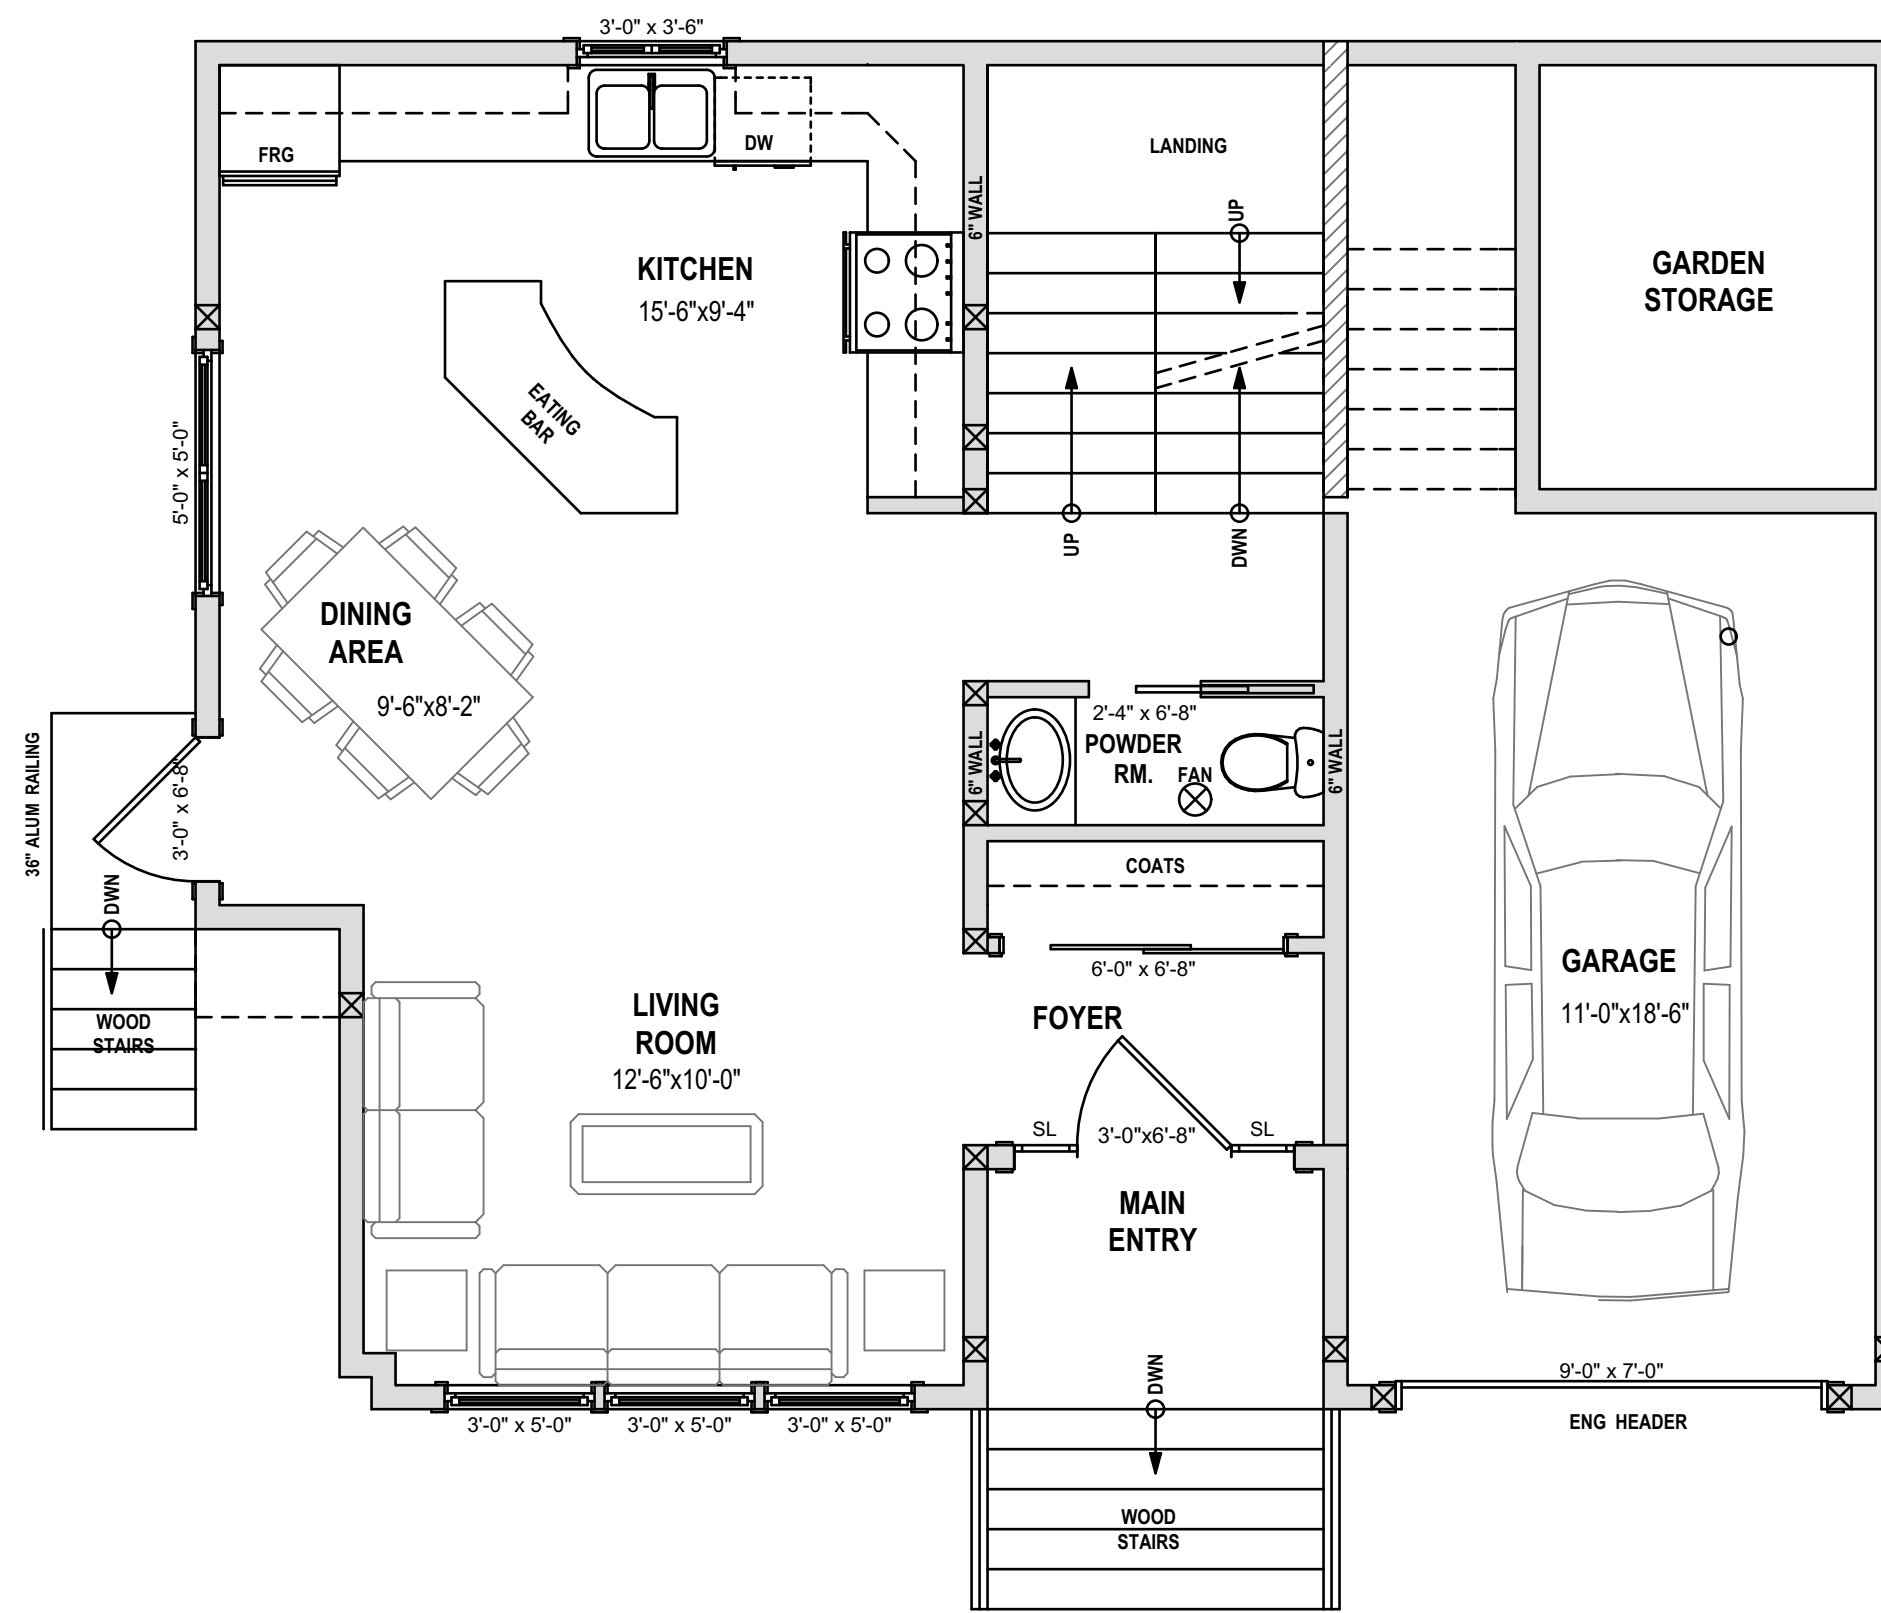 3'-0" x 3'-6"
FRG
DW
LANDING
6" WALL
UP
KITCHEN
15'-6"x9'-4"
GARDEN
STORAGE
EATING
BAR
5'-0" x 5'-0"
UP
DWN
DINING
AREA
9'-6"x8'-2"
2'-4" x 6'-8"
POWDER
RM.
FAN
6" WALL
6" WALL
36" ALUM RAILING
3'-0" x 6'-8"
DWN
COATS
6'-0" x 6'-8"
GARAGE
11'-0"x18'-6"
WOOD
STAIRS
LIVING
ROOM
12'-6"x10'-0"
FOYER
SL
3'-0"x6'-8"
SL
MAIN
ENTRY
DWN
9'-0" x 7'-0"
ENG HEADER
3'-0" x 5'-0"
3'-0" x 5'-0"
3'-0" x 5'-0"
WOOD
STAIRS